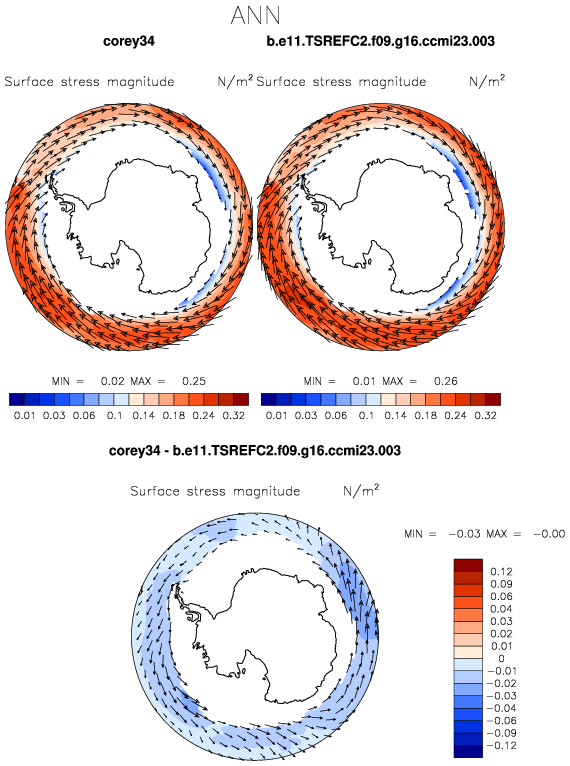 ANN
corey34 b.e11.TSREFC2.f09.g16.ccmi23.003
Surface stress magnitude N/m² Surface stress magnitude N/m²
MIN = 0.02 MAX = 0.25 MIN = 0.01 MAX = 0.26
0.01 0.03 0.06 0.1 0.14 0.18 0.24 0.32 0.01 0.03 0.06 0.1 0.14 0.18 0.24 0.32
corey34 - b.e11.TSREFC2.f09.g16.ccmi23.003
Surface stress magnitude N/m²
MIN = -0.03 MAX = -0.00
0.12
0.09
0.06
0.04
0.03
0.02
0.01
0
-0.01
-0.02
-0.03
-0.04
-0.06
-0.09
-0.12